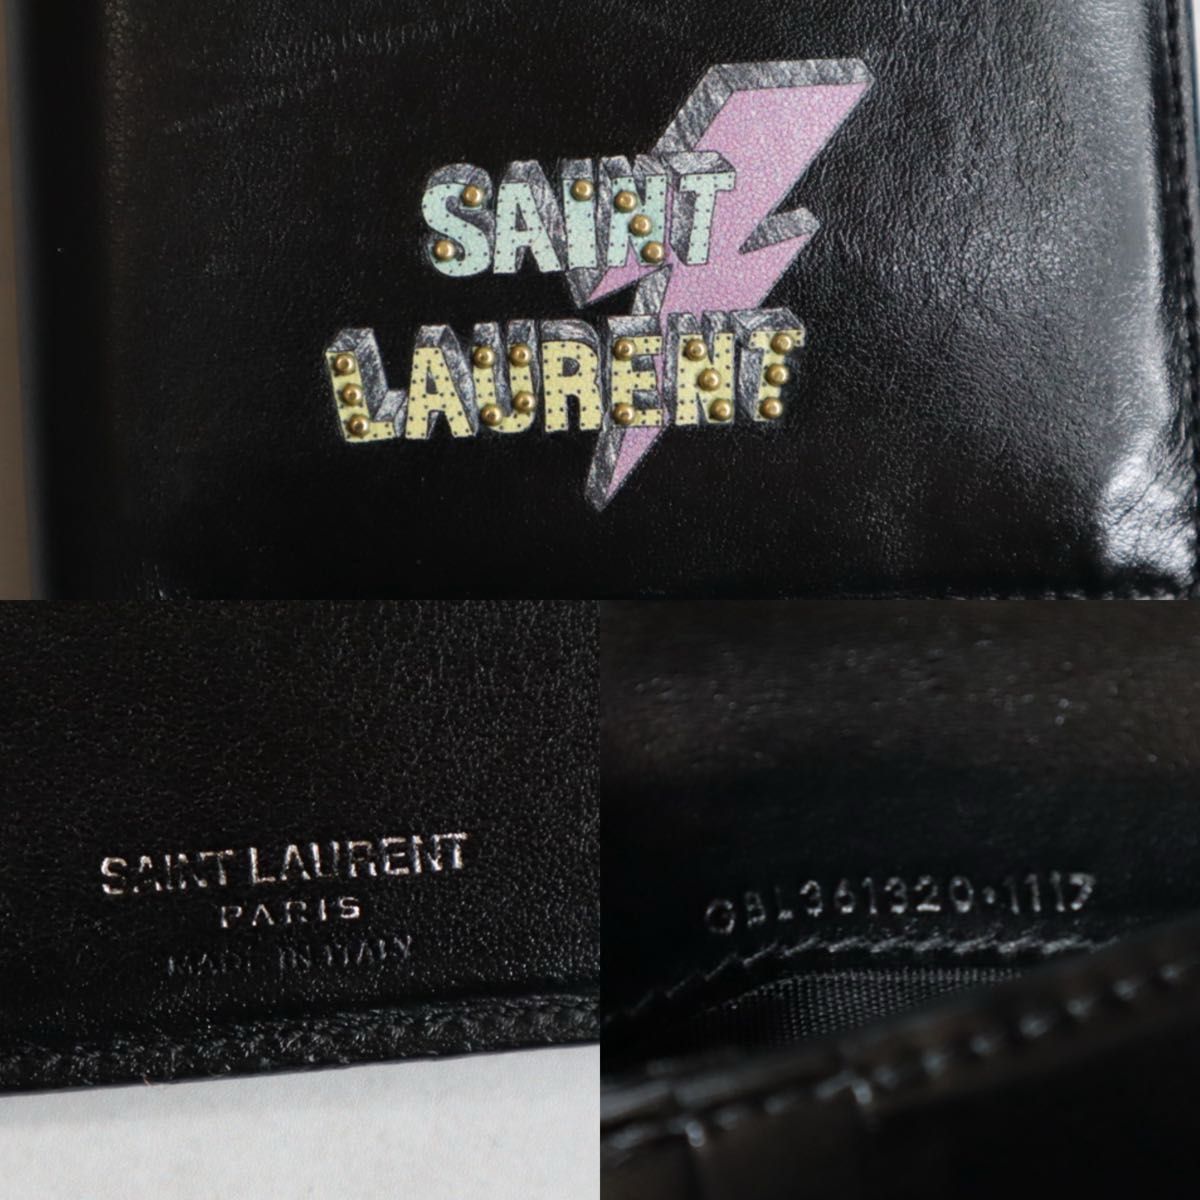 SAINT
LAURENT
SAINT LAURENT
PARIS
MADE IN ITALY
GBL361320·1117